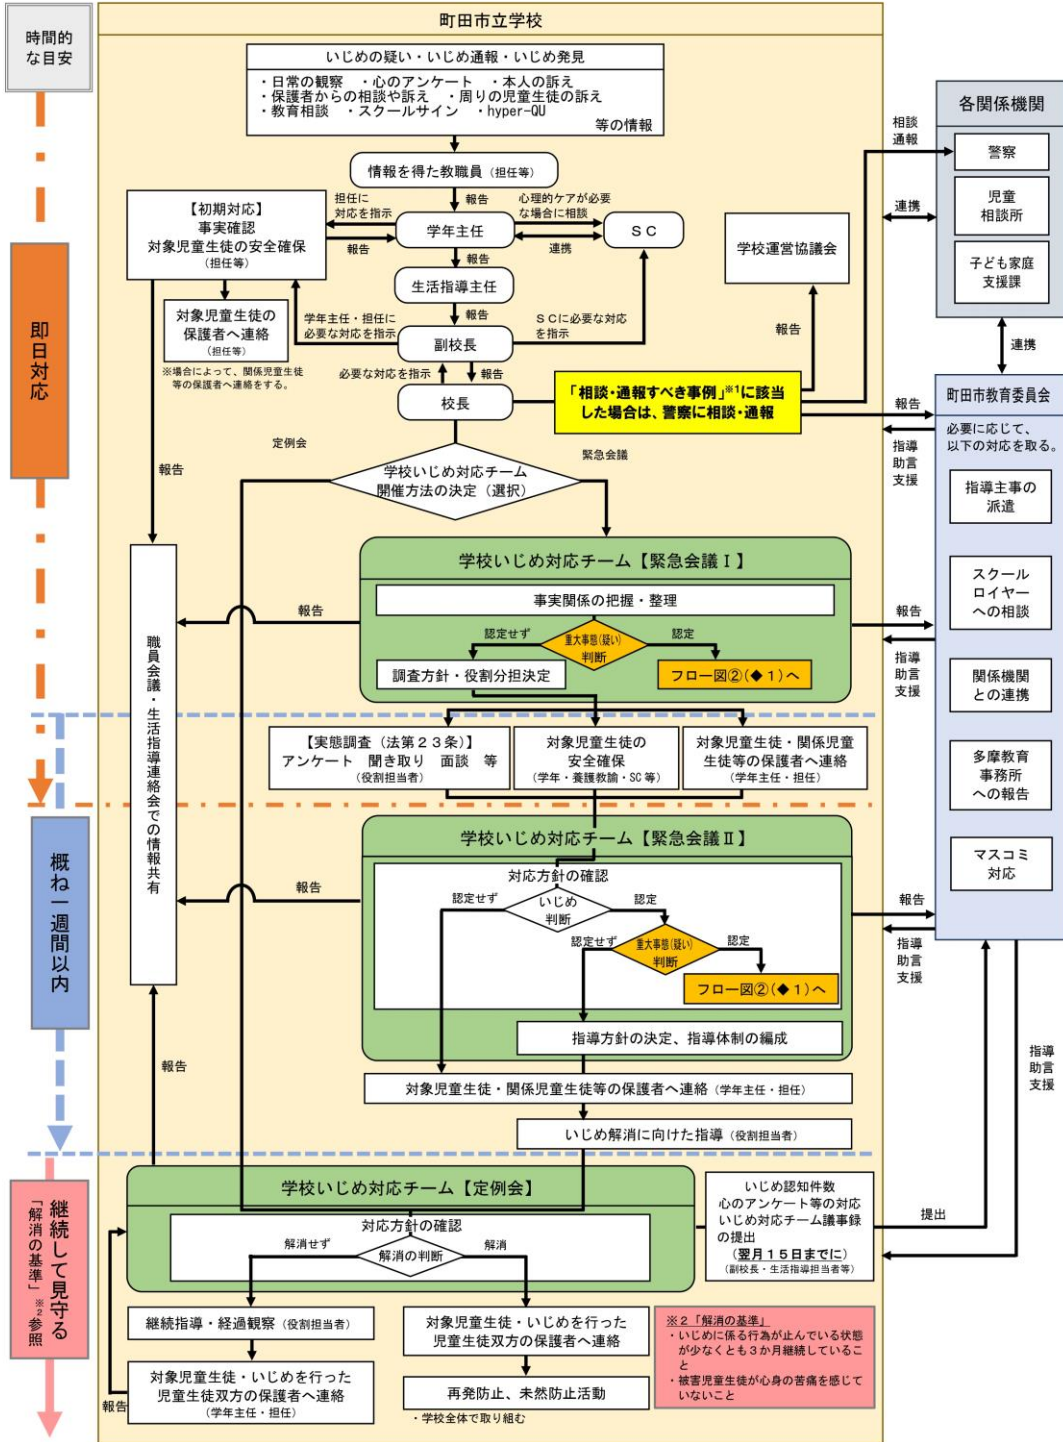 町田市立学校
時間的
な目安
いじめの疑い・いじめ通報・いじめ発見
・日常の観察 ・心のアンケート ・本人の訴え
・保護者からの相談や訴え ・周りの児童生徒の訴え
・教育相談 ・スクールサイン ・hyper-QU
等の情報
情報を得た教職員（担任等）
報告
担任に
対応を指示
心理的ケアが必要
な場合に相談
【初期対応】
事実確認
対象児童生徒の安全確保
（担任等）
報告
学年主任
連携
ＳＣ
報告
生活指導主任
報告
対象児童生徒の
保護者へ連絡
（担任等）
※場合によって、関係児童生徒
等の保護者へ連絡をする。
学年主任・担任に
必要な対応を指示
副校長
ＳＣに必要な対応
を指示
必要な対応を指示
報告
校長
「相談・通報すべき事例」※1に該当
した場合は、警察に相談・通報
学校運営協議会
報告
相談
通報
連携
各関係機関
警察
児童
相談所
子ども家庭
支援課
連携
町田市教育委員会
必要に応じて、
以下の対応を取る。
指導主事の
派遣
スクール
ロイヤー
への相談
関係機関
との連携
多摩教育
事務所
への報告
マスコミ
対応
報告
指導
助言
支援
即日対応
定例会
緊急会議
学校いじめ対応チーム
開催方法の決定（選択）
報告
学校いじめ対応チーム【緊急会議Ⅰ】
事実関係の把握・整理
認定せず
重大事態(疑い)
判断
認定
調査方針・役割分担決定
フロー図②(◆１)へ
報告
報告
指導
助言
支援
職員会議・生活指導連絡会での情報共有
【実態調査（法第２３条）】
アンケート 聞き取り 面談 等
（役割担当者）
対象児童生徒の
安全確保
（学年・養護教諭・SC 等）
対象児童生徒・関係児童
生徒等の保護者へ連絡
（学年主任・担任）
概ね一週間以内
学校いじめ対応チーム【緊急会議Ⅱ】
対応方針の確認
認定せず
いじめ
判断
認定
認定せず
重大事態(疑い)
判断
認定
フロー図②(◆１)へ
指導方針の決定、指導体制の編成
報告
報告
指導
助言
支援
対象児童生徒・関係児童生徒等の保護者へ連絡（学年主任・担任）
いじめ解消に向けた指導（役割担当者）
報告
指導
助言
支援
継続して見守る
「解消の基準」※2参照
学校いじめ対応チーム【定例会】
対応方針の確認
解消せず
解消の判断
解消
いじめ認知件数
心のアンケート等の対応
いじめ対応チーム議事録
の提出
（翌月１５日までに）
（副校長・生活指導担当者等）
提出
継続指導・経過観察（役割担当者）
対象児童生徒・いじめを行った
児童生徒双方の保護者へ連絡
（学年主任・担任）
報告
対象児童生徒・いじめを行った
児童生徒双方の保護者へ連絡
再発防止、未然防止活動
・学校全体で取り組む
※２「解消の基準」
・いじめに係る行為が止んでいる状態
が少なくとも３か月継続しているこ
と
・被害児童生徒が心身の苦痛を感じて
いないこと